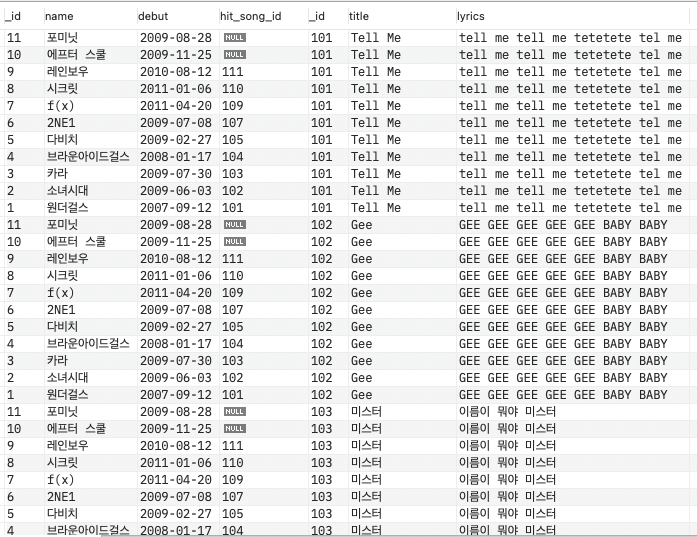 _id name debut hit_song_id _id title lyrics
11 포미닛 2009-08-28 NULL 101 Tell Me tell me tell me tetetete tel me
10 에프터 스쿨 2009-11-25 NULL 101 Tell Me tell me tell me tetetete tel me
9 레인보우 2010-08-12 111 101 Tell Me tell me tell me tetetete tel me
8 시크릿 2011-01-06 110 101 Tell Me tell me tell me tetetete tel me
7 f(x) 2011-04-20 109 101 Tell Me tell me tell me tetetete tel me
6 2NE1 2009-07-08 107 101 Tell Me tell me tell me tetetete tel me
5 다비치 2009-02-27 105 101 Tell Me tell me tell me tetetete tel me
4 브라운아이드걸스 2008-01-17 104 101 Tell Me tell me tell me tetetete tel me
3 카라 2009-07-30 103 101 Tell Me tell me tell me tetetete tel me
2 소녀시대 2009-06-03 102 101 Tell Me tell me tell me tetetete tel me
1 원더걸스 2007-09-12 101 101 Tell Me tell me tell me tetetete tel me
11 포미닛 2009-08-28 NULL 102 Gee GEE GEE GEE GEE GEE BABY BABY
10 에프터 스쿨 2009-11-25 NULL 102 Gee GEE GEE GEE GEE GEE BABY BABY
9 레인보우 2010-08-12 111 102 Gee GEE GEE GEE GEE GEE BABY BABY
8 시크릿 2011-01-06 110 102 Gee GEE GEE GEE GEE GEE BABY BABY
7 f(x) 2011-04-20 109 102 Gee GEE GEE GEE GEE GEE BABY BABY
6 2NE1 2009-07-08 107 102 Gee GEE GEE GEE GEE GEE BABY BABY
5 다비치 2009-02-27 105 102 Gee GEE GEE GEE GEE GEE BABY BABY
4 브라운아이드걸스 2008-01-17 104 102 Gee GEE GEE GEE GEE GEE BABY BABY
3 카라 2009-07-30 103 102 Gee GEE GEE GEE GEE GEE BABY BABY
2 소녀시대 2009-06-03 102 102 Gee GEE GEE GEE GEE GEE BABY BABY
1 원더걸스 2007-09-12 101 102 Gee GEE GEE GEE GEE GEE BABY BABY
11 포미닛 2009-08-28 NULL 103 미스터 이름이 뭐야 미스터
10 에프터 스쿨 2009-11-25 NULL 103 미스터 이름이 뭐야 미스터
9 레인보우 2010-08-12 111 103 미스터 이름이 뭐야 미스터
8 시크릿 2011-01-06 110 103 미스터 이름이 뭐야 미스터
7 f(x) 2011-04-20 109 103 미스터 이름이 뭐야 미스터
6 2NE1 2009-07-08 107 103 미스터 이름이 뭐야 미스터
5 다비치 2009-02-27 105 103 미스터 이름이 뭐야 미스터
4 브라운아이드걸스 2008-01-17 104 103 미스터 이름이 뭐야 미스터